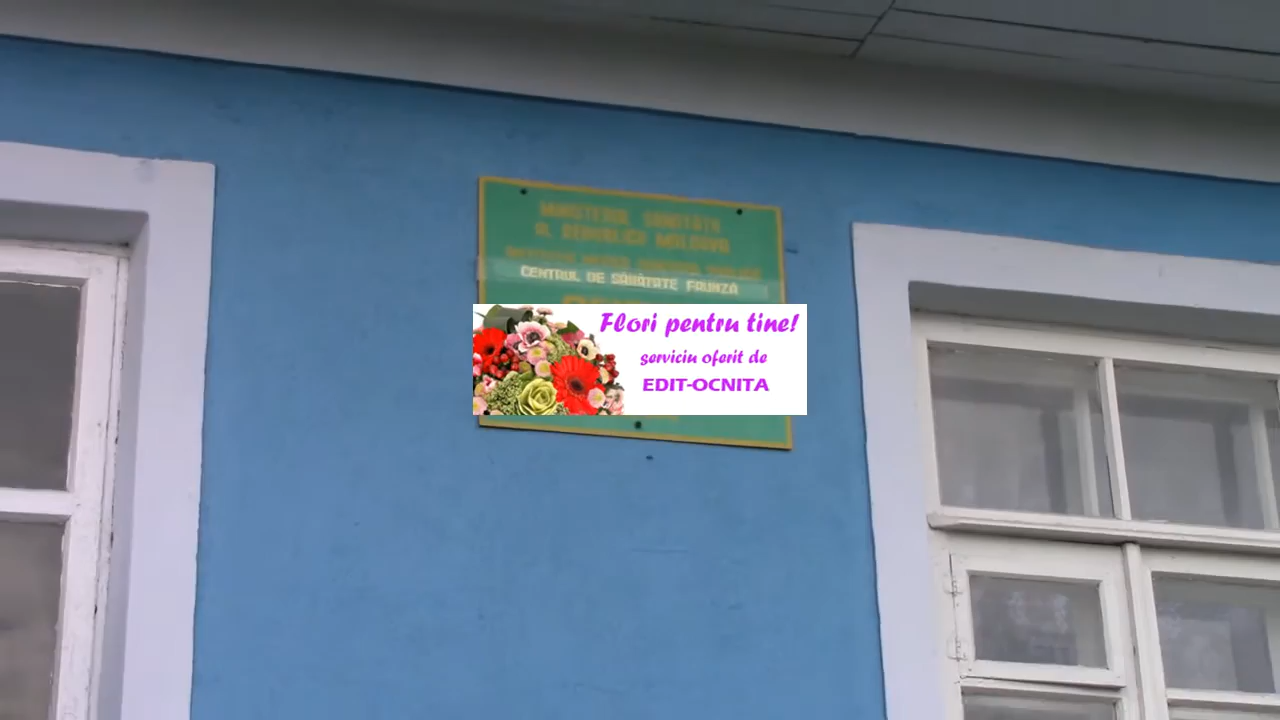 MINISTERUL SĂNĂTĂȚII
AL REPUBLICII MOLDOVA
CENTRUL DE SĂNĂTATE FRUNZĂ
Flori pentru tine!
serviciu oferit de
EDIT-OCNITA